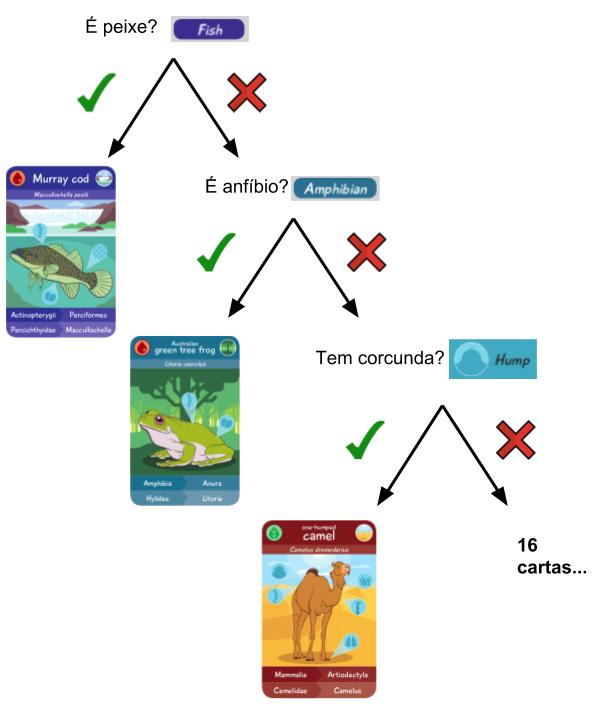 É peixe? Fish
Murray cod
Maccullochella peelii
Actinopterygii Perciformes
Percichthyidae Maccullochella
É anfíbio? Amphibian
Australian
green tree frog
Litoria caerulea
Amphibia Anura
Hylidae Litoria
Tem corcunda? Hump
one-humped
camel
Camelus dromedarius
Mammalia Artiodactyla
Camelidae Camelus
16
cartas...